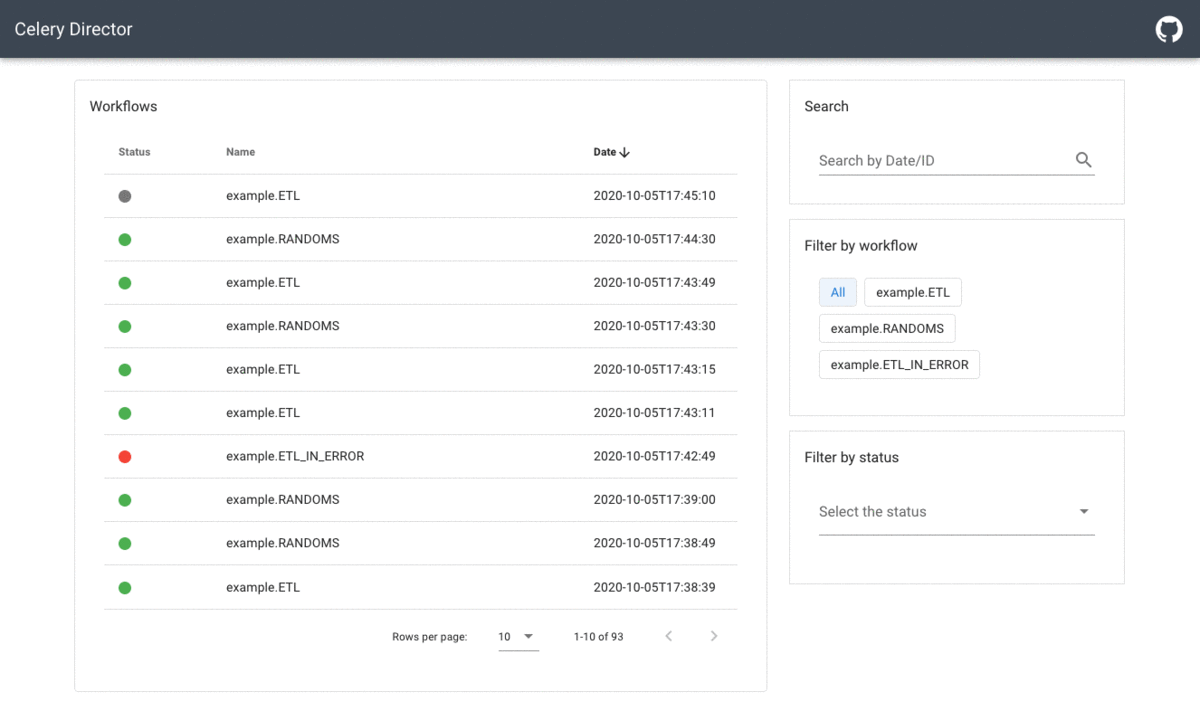 Celery Director
Workflows
Status Name Date
example.ETL 2020-10-05T17:45:10
example.RANDOMS 2020-10-05T17:44:30
example.ETL 2020-10-05T17:43:49
example.RANDOMS 2020-10-05T17:43:30
example.ETL 2020-10-05T17:43:15
example.ETL 2020-10-05T17:43:11
example.ETL_IN_ERROR 2020-10-05T17:42:49
example.RANDOMS 2020-10-05T17:39:00
example.RANDOMS 2020-10-05T17:38:49
example.ETL 2020-10-05T17:38:39
Rows per page: 10 1-10 of 93
Search
Search by Date/ID
Filter by workflow
All example.ETL
example.RANDOMS
example.ETL_IN_ERROR
Filter by status
Select the status